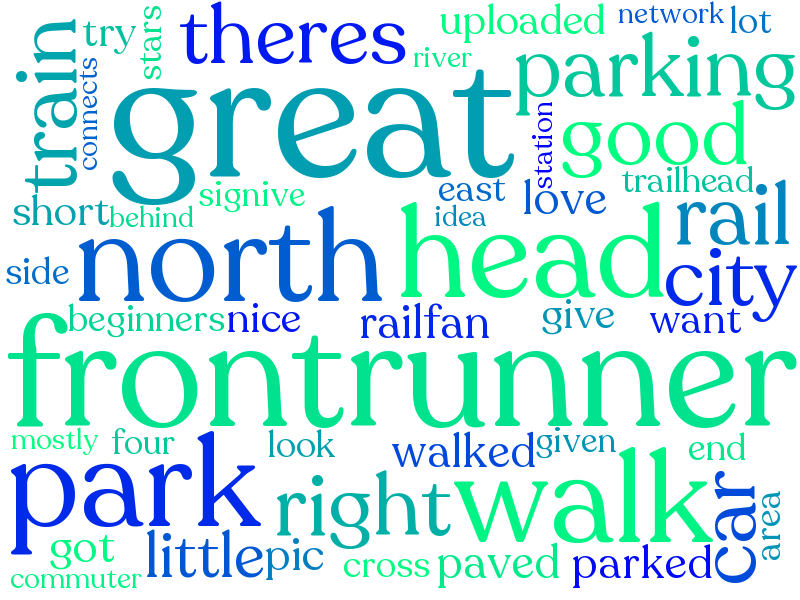 train
try
stars
theres
uploaded
network
lot
connects
river
parking
great
station
good
signive
east
love
trailhead
short
behind
idea
rail
side
north
head
city
beginners
nice
railfan
give
want
frontrunner
mostly
four
look
walked
given
end
park
right
walk
car
area
got
little
pic
cross
paved
parked
commuter